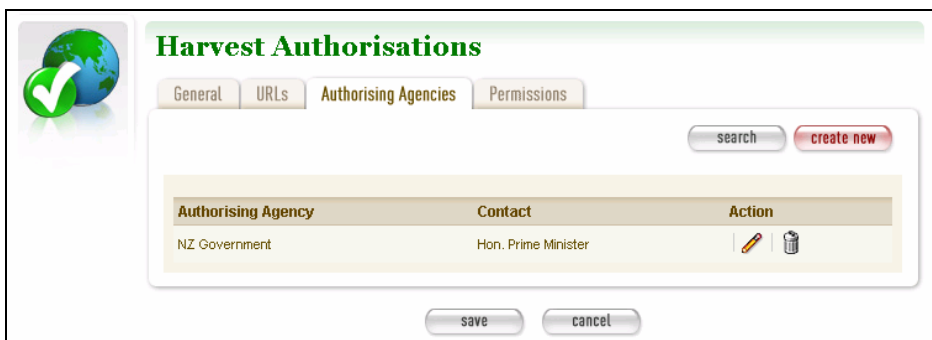 Harvest Authorisations
General URLs Authorising Agencies Permissions
search create new
Authorising Agency Contact Action
NZ Government Hon. Prime Minister
save cancel